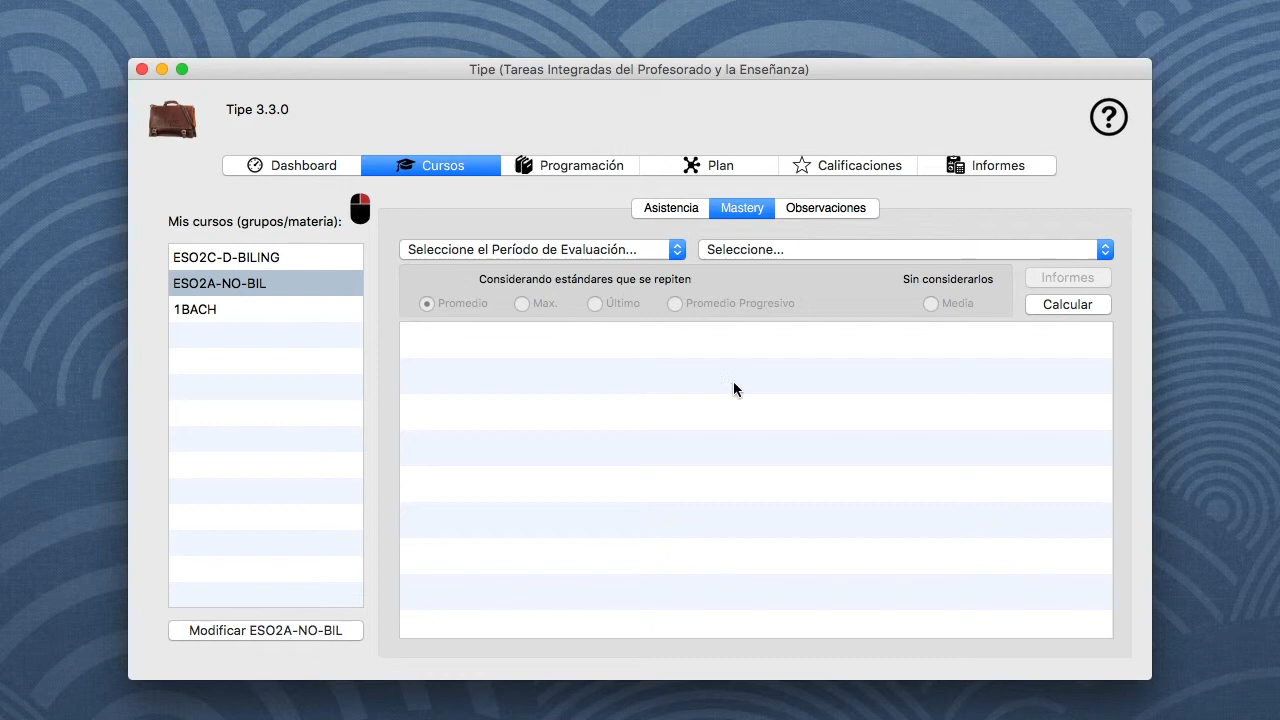 Tipe (Tareas Integradas del Profesorado y la Enseñanza)
Tipe 3.3.0
?
Dashboard
Cursos
Programación
Plan
Calificaciones
Informes
Mis cursos (grupos/materia):
Asistencia
Mastery
Observaciones
Seleccione el Período de Evaluación...
Seleccione...
ESO2C-D-BILING
ESO2A-NO-BIL
1BACH
Considerando estándares que se repiten
Sin considerarlos
Informes
Promedio
Max.
Último
Promedio Progresivo
Media
Calcular
Modificar ESO2A-NO-BIL